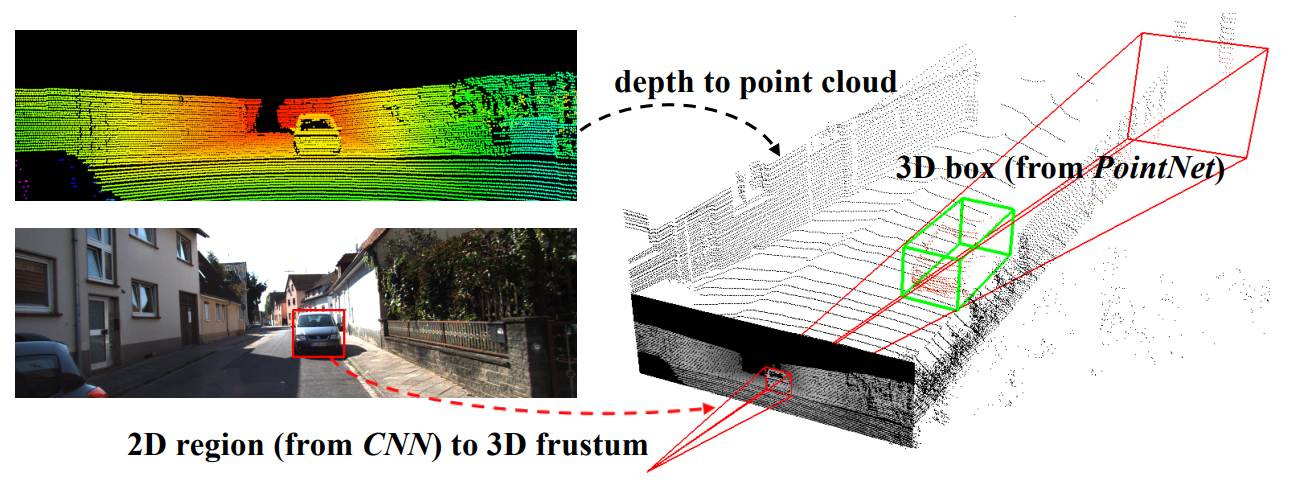 depth to point cloud
3D box (from PointNet)
2D region (from CNN) to 3D frustum